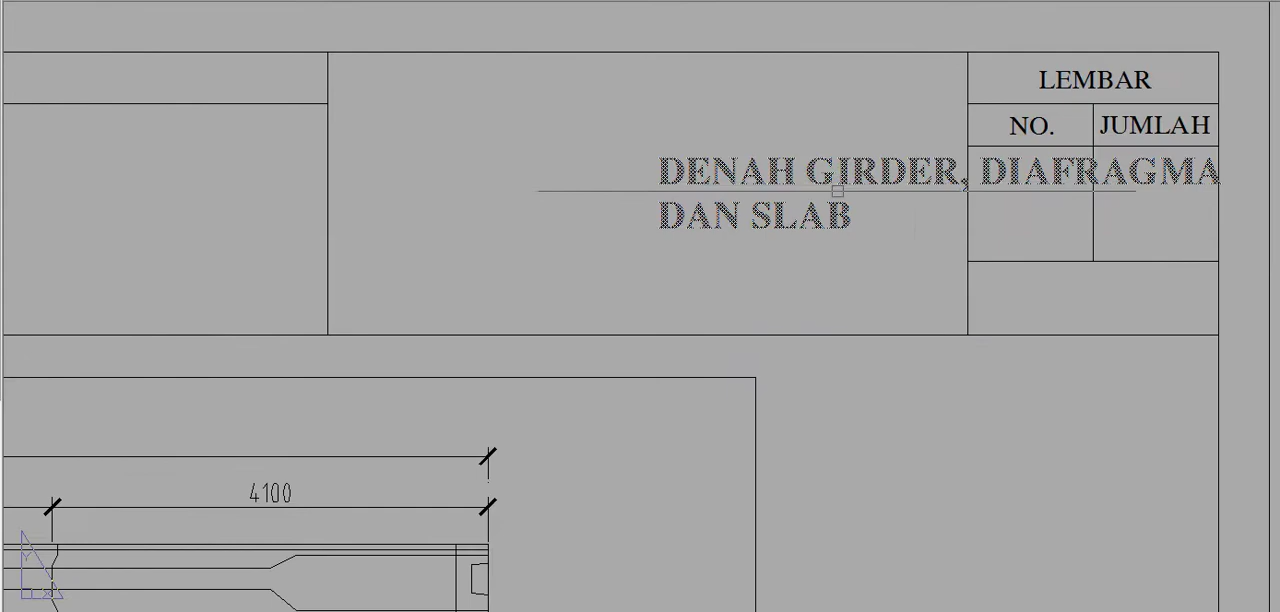 LEMBAR
NO. JUMLAH
DENAH GIRDER, DIAFRAGMA
DAN SLAB
4100